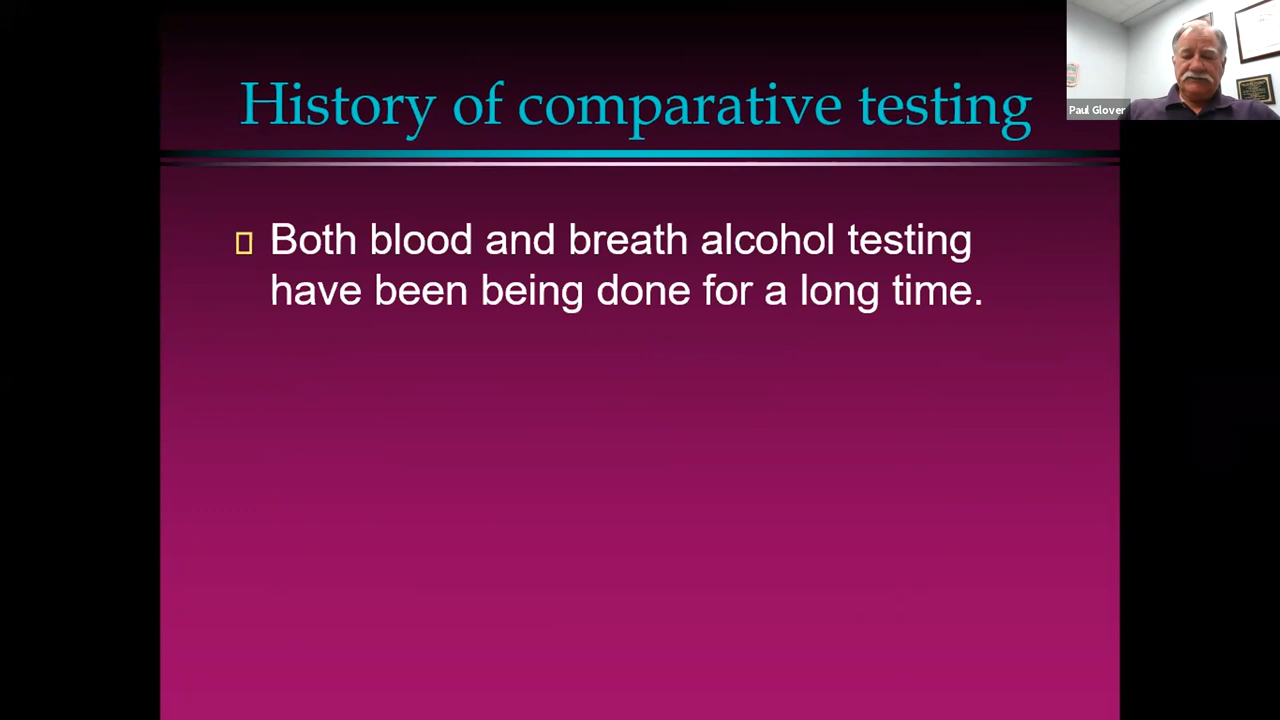 History of comparative testing
Both blood and breath alcohol testing
have been being done for a long time.
Paul Glover